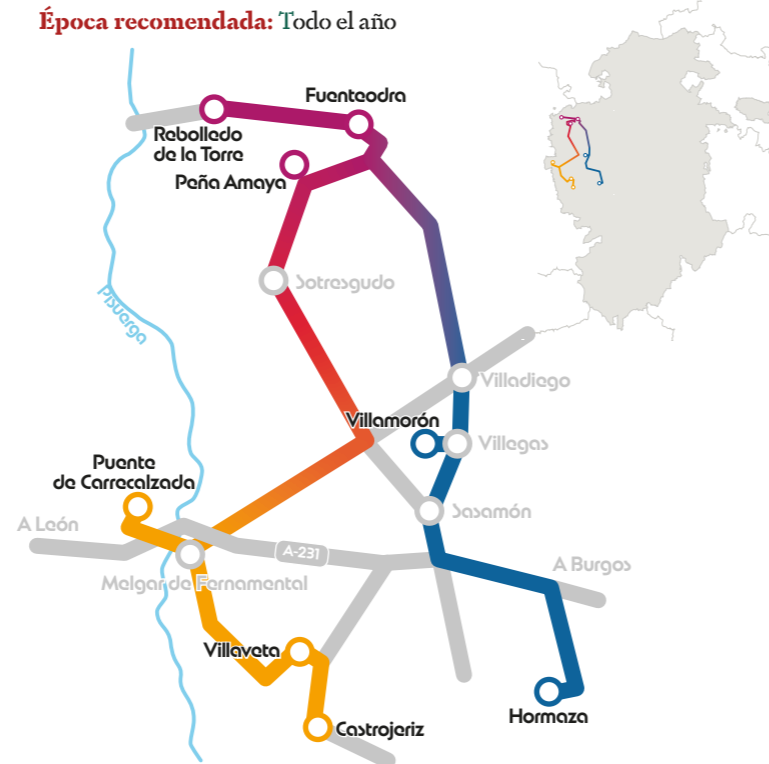 Época recomendada: Todo el año
Fuenteodra
Rebolledo
de la Torre
Peña Amaya
Sotresgudo
Pisuerga
Villadiego
Villamorón
Villegas
Puente
de Carrecalzada
Sasamón
A León
A-231
A Burgos
Melgar de Fernamental
Villaveta
Hormaza
Castrojeriz